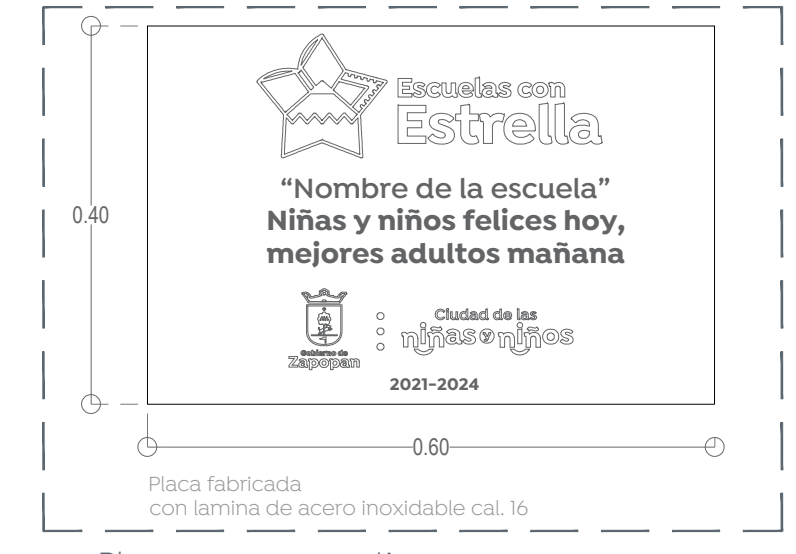 Escuelas con
Estrella
“Nombre de la escuela”
Niñas y niños felices hoy,
mejores adultos mañana
0.40
Gobierno de
Zapopan
Ciudad de las
niñas y niños
2021-2024
0.60
Placa fabricada
con lamina de acero inoxidable cal. 16